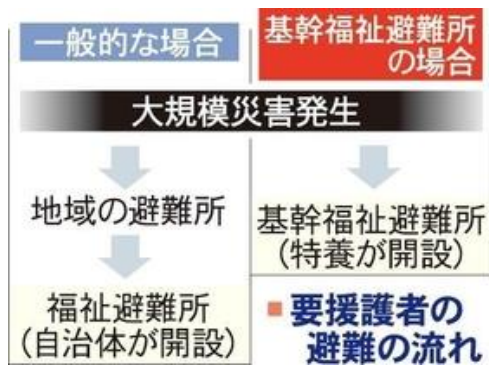 一般的な場合
基幹福祉避難所
の場合
大規模災害発生
地域の避難所
福祉避難所
(自治体が開設)
基幹福祉避難所
(特養が開設)
■要援護者の
避難の流れ